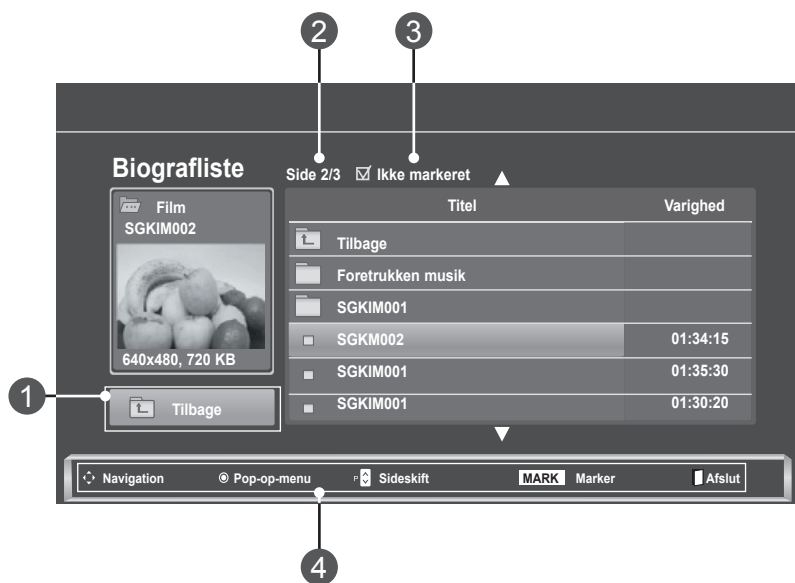 2
3
Biografliste
Side 2/3 Ikke markeret
Film
SGKIM002
640x480, 720 KB
1
Tilbage
Titel Varighed
Tilbage
Foretrukken musik
SGKIM001
SGKM002 01:34:15
SGKIM001 01:35:30
SGKIM001 01:30:20
Navigation Pop-op-menu P Sideskift MARK Marker Afslut
4